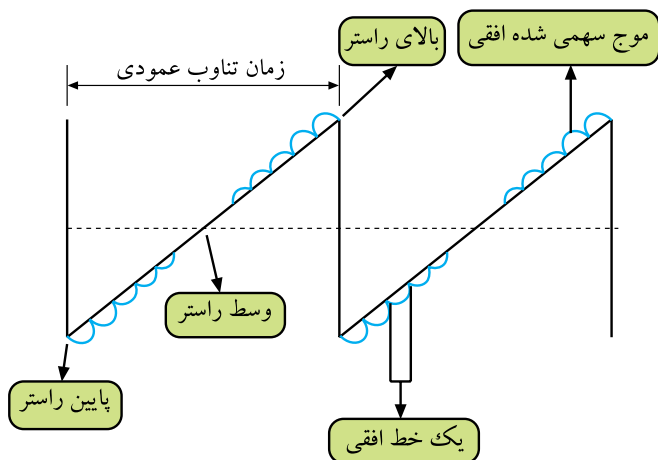 موج سهمی شده افقی
بالای راستر
زمان تناوب عمودی
وسط راستر
پایین راستر
یک خط افقی